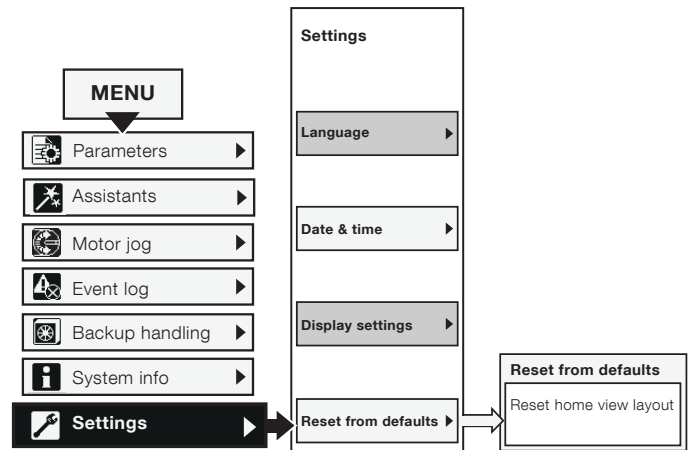 MENU
Parameters
Assistants
Motor jog
Event log
Backup handling
System info
Settings
Settings
Language
Date & time
Display settings
Reset from defaults
Reset from defaults
Reset home view layout